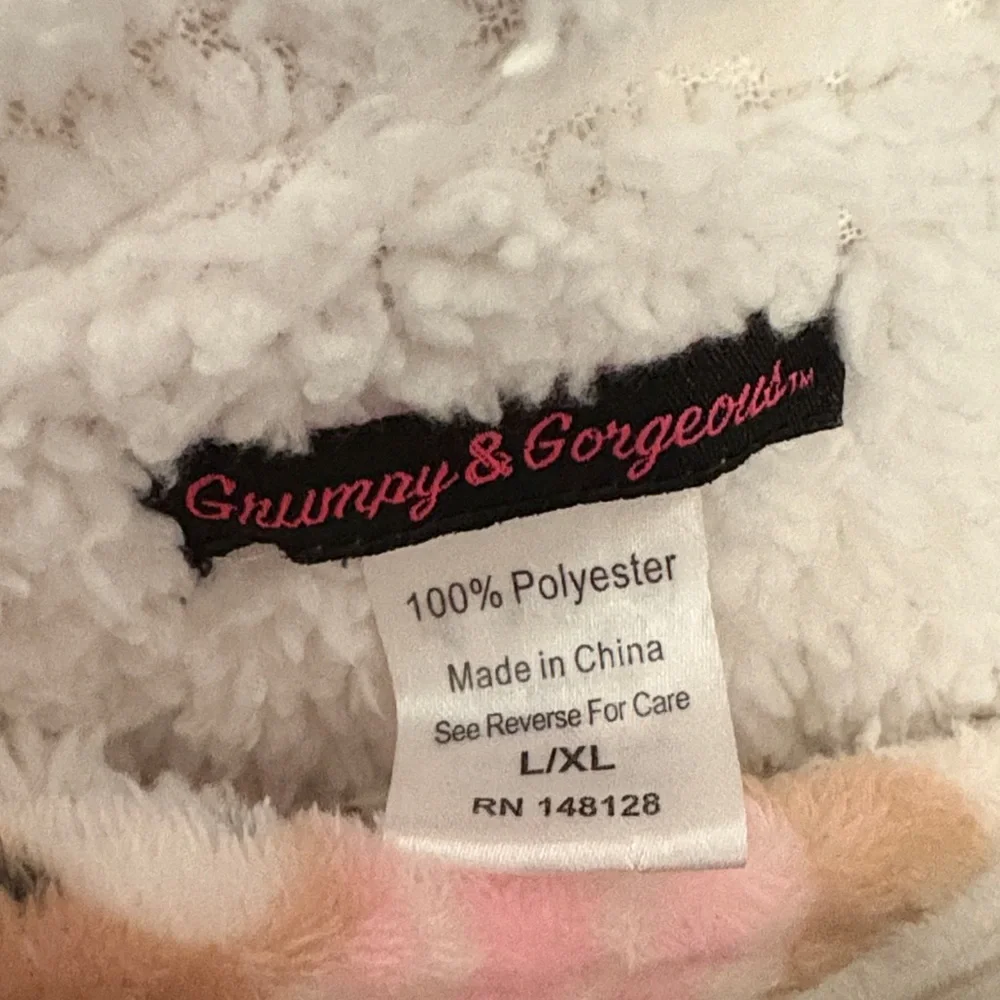 Grumpy & Gorgeous™
100% Polyester
Made in China
See Reverse For Care
L/XL
RN 148128